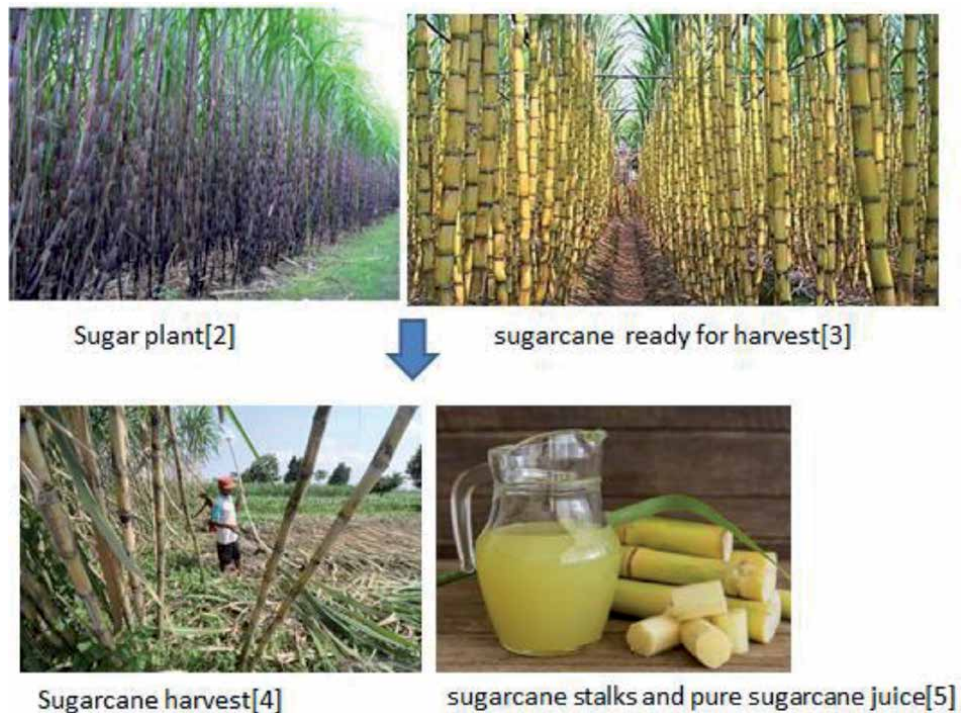 Sugar plant[2]
sugarcane ready for harvest[3]
Sugarcane harvest[4]
sugarcane stalks and pure sugarcane juice[5]